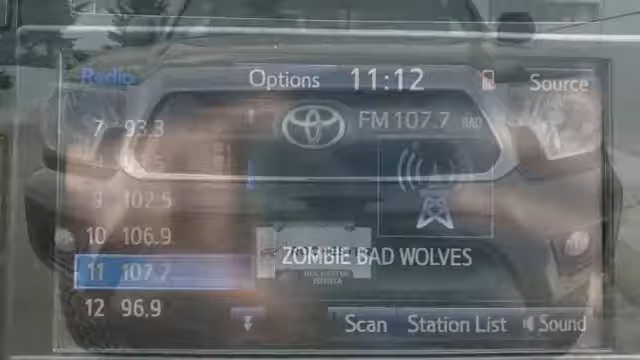 Radio Options 11:12 Source
7 93.3
FM 107.7
9 102.5
10 106.9
ZOMBIE BAD WOLVES
11 107.7
TOYOTA
12 96.9
Scan Station List Sound